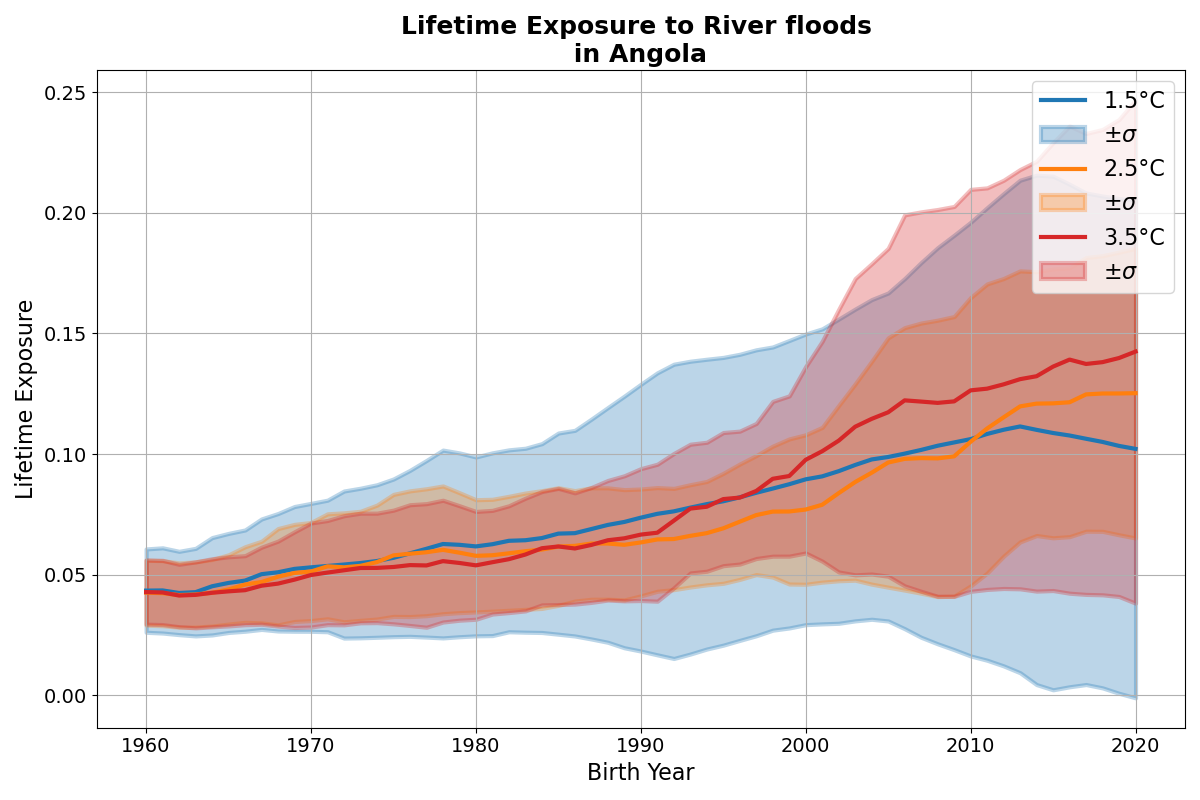 Lifetime Exposure to River floods
in Angola
Lifetime Exposure
0.25
0.20
0.15
0.10
0.05
0.00
1960 1970 1980 1990 2000 2010 2020
Birth Year
1.5°C
±σ
2.5°C
±σ
3.5°C
±σ